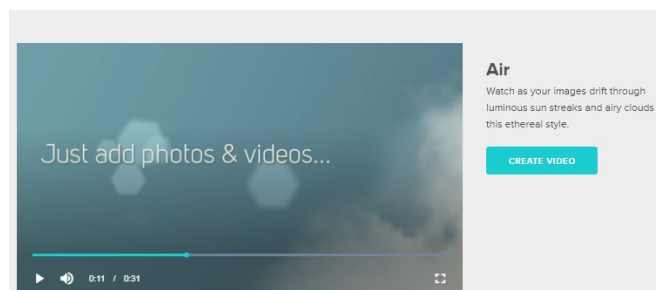 Just add photos & videos...
0:11 / 0:31
Air
Watch as your images drift through
luminous sun streaks and airy clouds
this ethereal style.
CREATE VIDEO